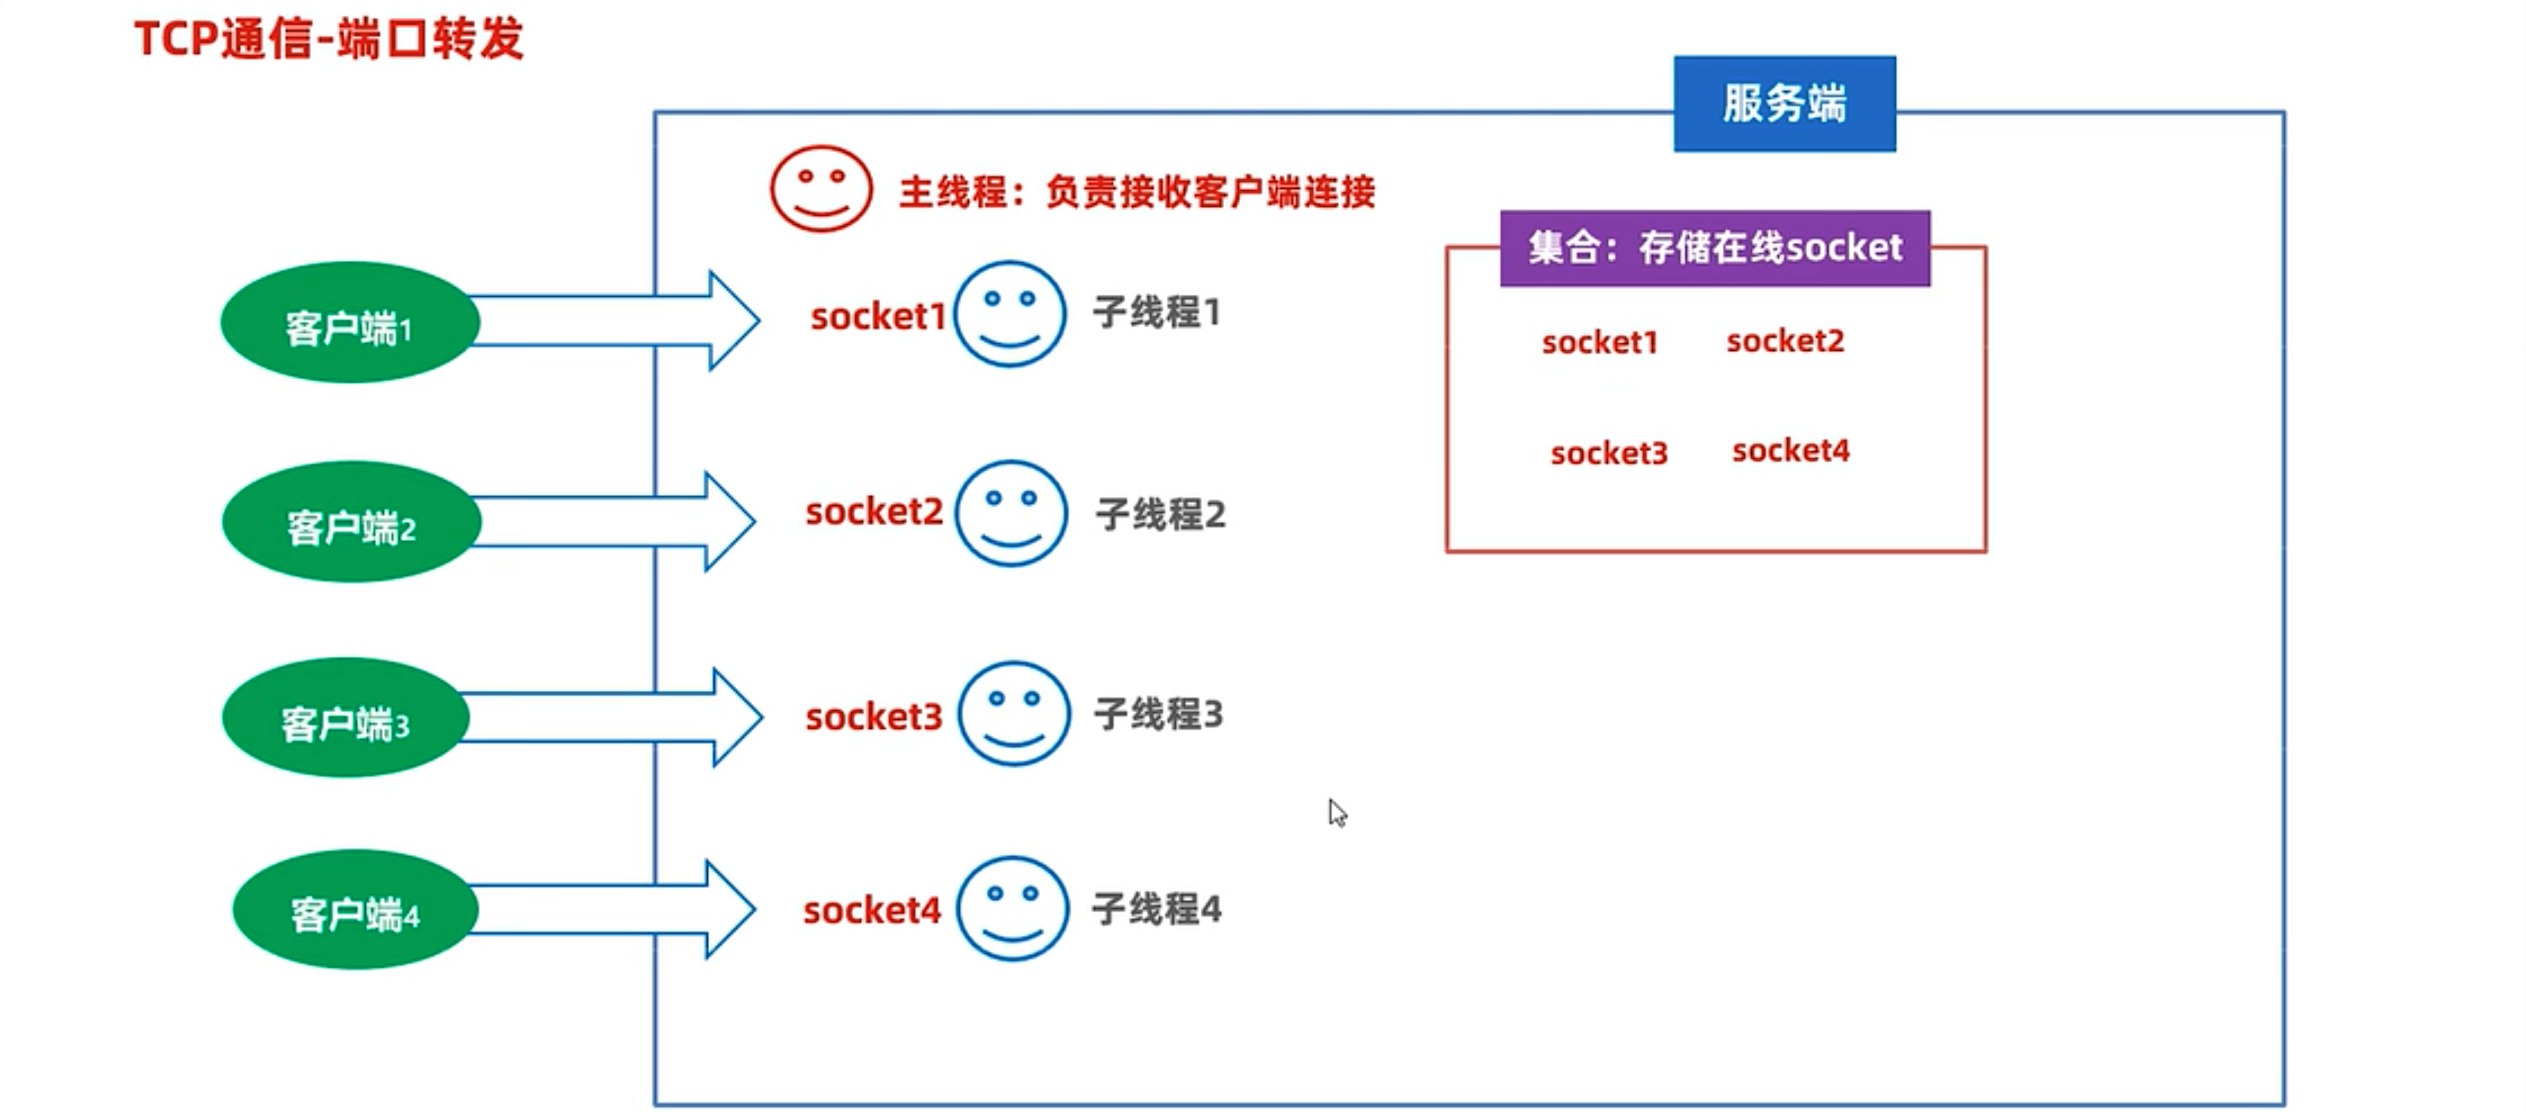 TCP通信-端口转发
服务端
主线程：负责接收客户端连接
集合：存储在线socket
客户端1
socket1
子线程1
socket1
socket2
socket3
socket4
客户端2
socket2
子线程2
客户端3
socket3
子线程3
客户端4
socket4
子线程4